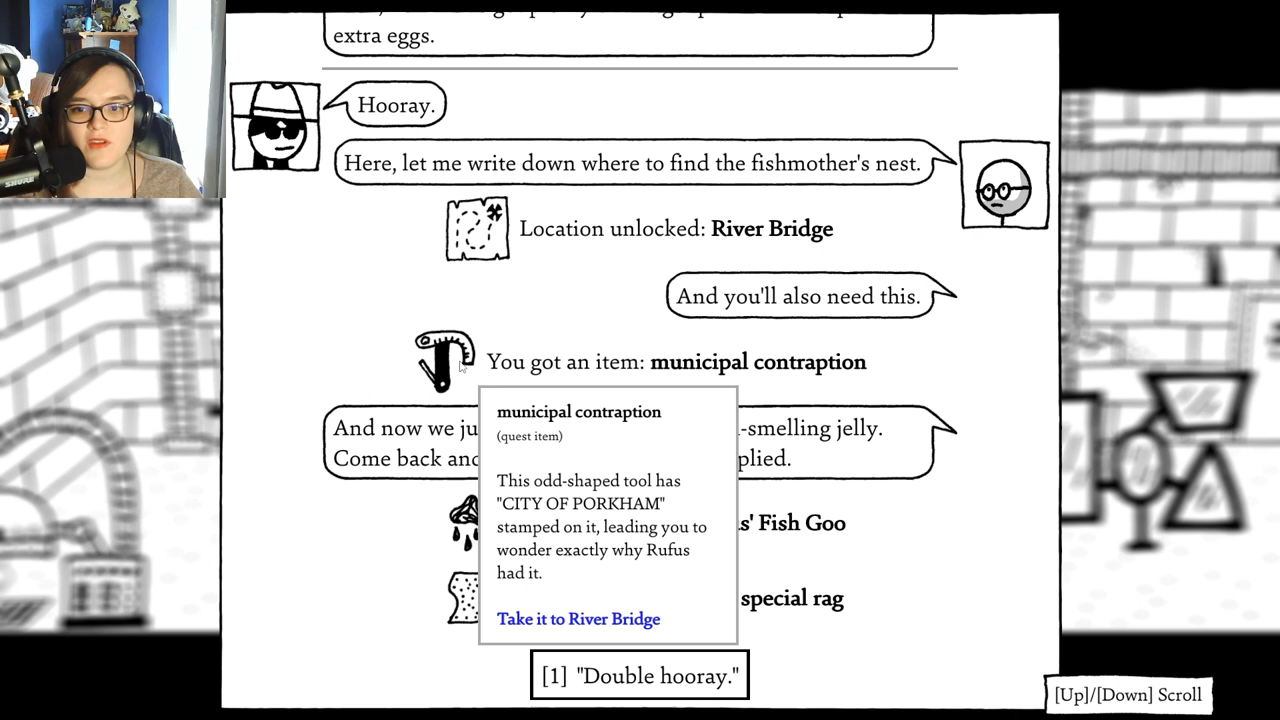 extra eggs.
Hooray.
Here, let me write down where to find the fishmother's nest.
Location unlocked: River Bridge
And you'll also need this.
You got an item: municipal contraption
And now we ju
-smelling jelly.
Come back and
plied.
municipal contraption
(quest item)
This odd-shaped tool has
"CITY OF PORKHAM"
stamped on it, leading you to
wonder exactly why Rufus
had it.
Take it to River Bridge
s' Fish Goo
special rag
[1] "Double hooray."
[Up]/[Down] Scroll
SHURE